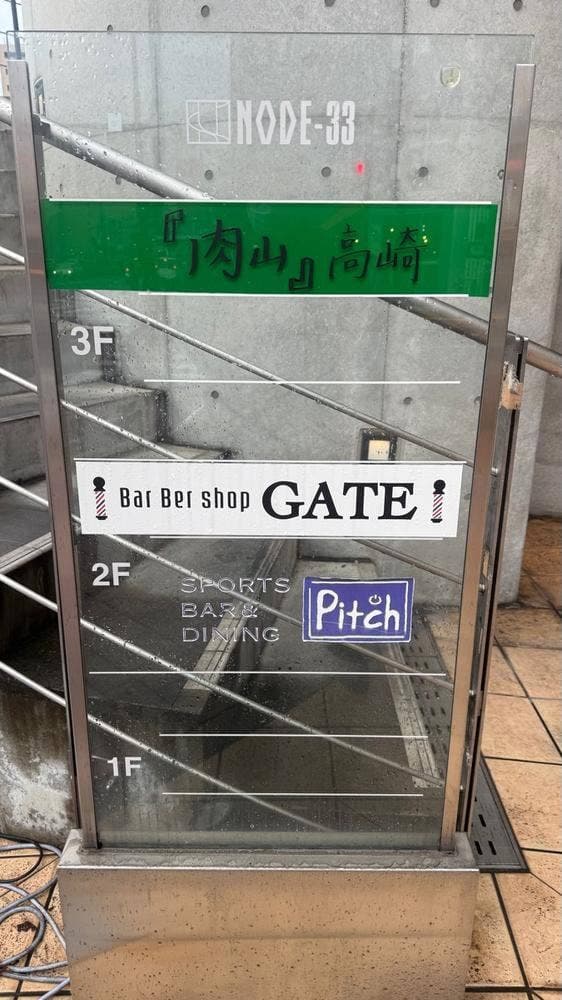 NODE-33
『肉山』高崎
3F
Bar Ber shop GATE
2F
SPORTS
BAR&
DINING
Pitch
1F